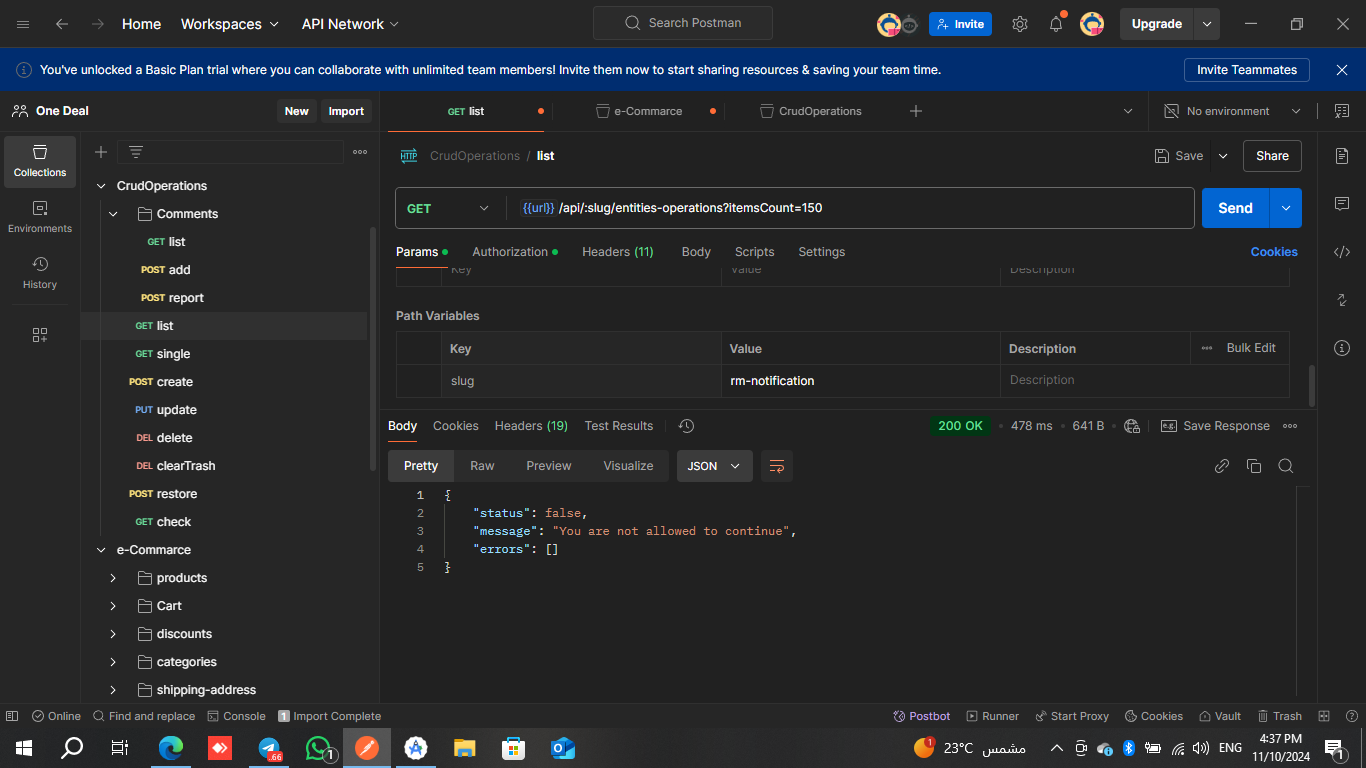 Home Workspaces API Network Search Postman Invite Upgrade
You've unlocked a Basic Plan trial where you can collaborate with unlimited team members! Invite them now to start sharing resources & saving your team time. Invite Teammates
One Deal New Import GET list e-Commarce CrudOperations No environment
Collections
Environments
History
CrudOperations
Comments
GET list
POST add
POST report
GET list
GET single
POST create
PUT update
DEL delete
DEL clearTrash
POST restore
GET check
e-Commarce
products
Cart
discounts
categories
shipping-address
HTTP CrudOperations / list Save Share
GET {{url}} /api/:slug/entities-operations?itemsCount=150 Send
Params Authorization Headers (11) Body Scripts Settings Cookies
Key Value Description
Path Variables
Key Value Description Bulk Edit
slug rm-notification Description
Body Cookies Headers (19) Test Results 200 OK 478 ms 641 B e.g. Save Response
Pretty Raw Preview Visualize JSON
1 {
2 "status": false,
3 "message": "You are not allowed to continue",
4 "errors": []
5 }
Online Find and replace Console 1 Import Complete Postbot Runner Start Proxy Cookies Vault Trash
.66 1 1 23°C مشمس ENG 4:37 PM
11/10/2024 1